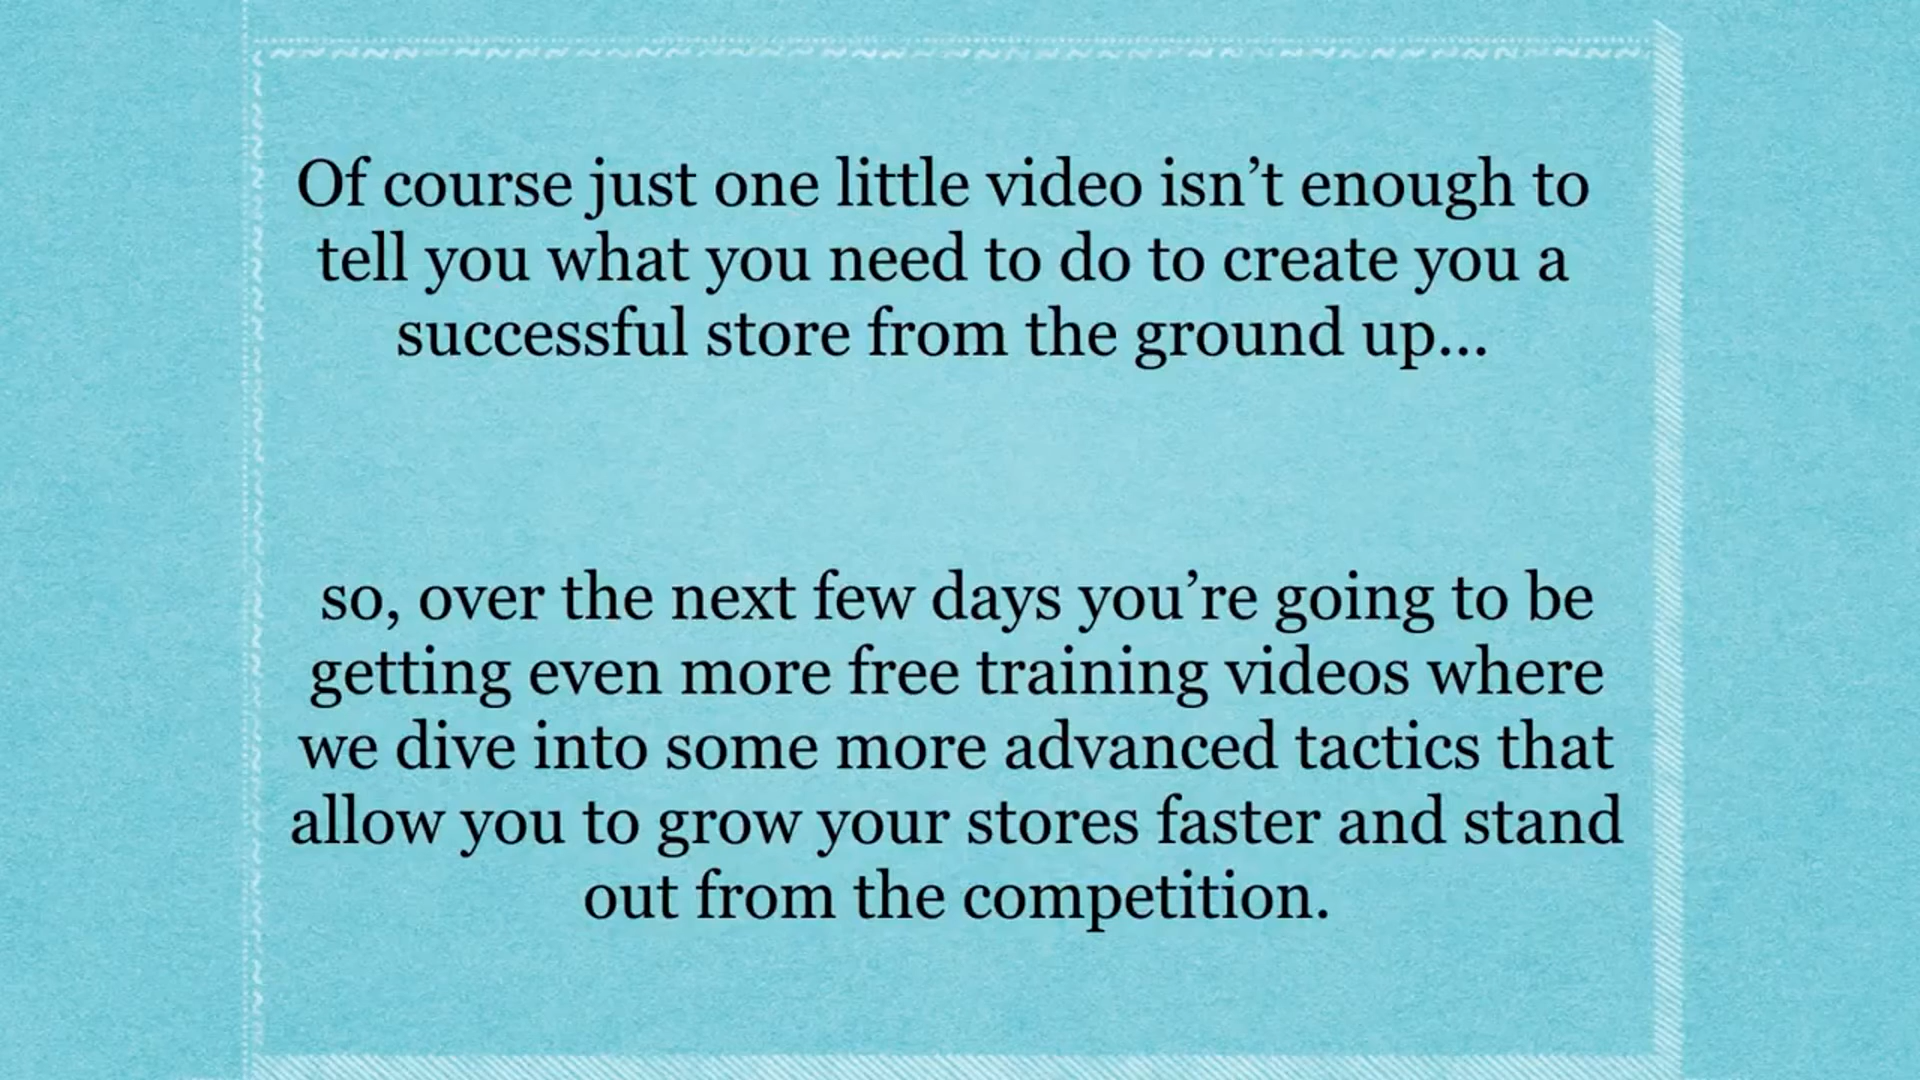 Of course just one little video isn’t enough to
tell you what you need to do to create you a
successful store from the ground up...
so, over the next few days you’re going to be
getting even more free training videos where
we dive into some more advanced tactics that
allow you to grow your stores faster and stand
out from the competition.